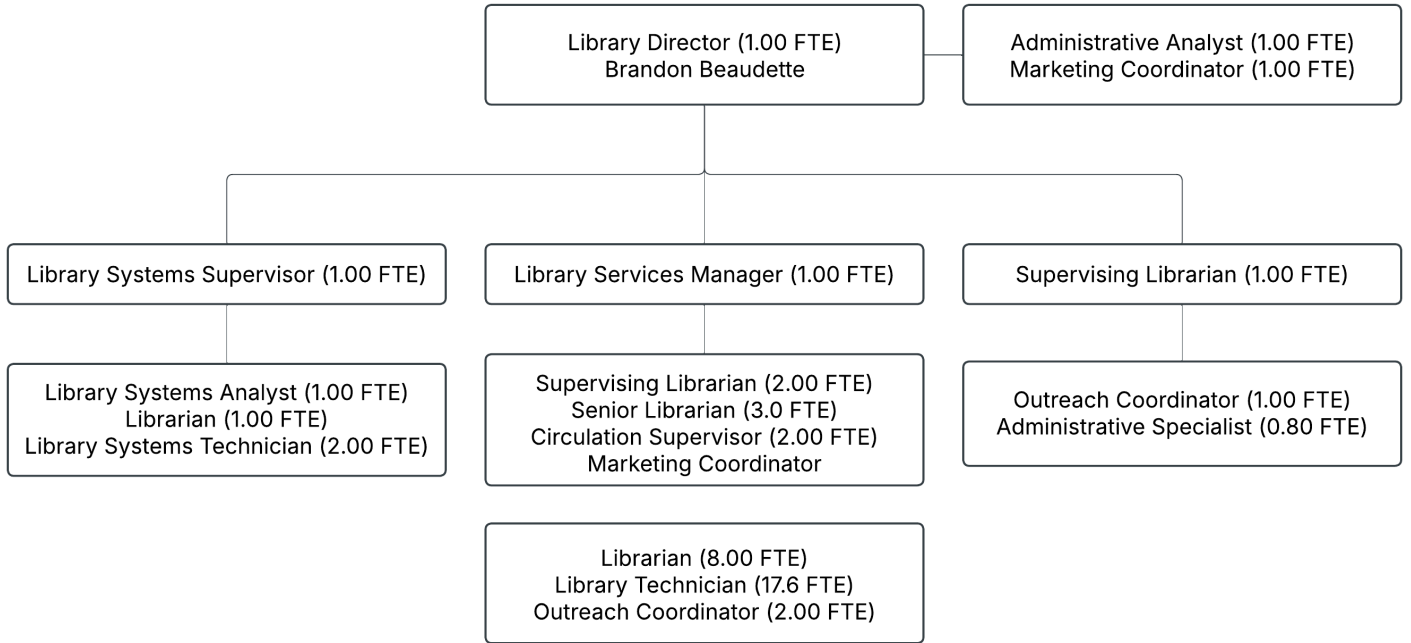 Library Director (1.00 FTE)
Brandon Beaudette
Administrative Analyst (1.00 FTE)
Marketing Coordinator (1.00 FTE)
Library Systems Supervisor (1.00 FTE)
Library Services Manager (1.00 FTE)
Supervising Librarian (1.00 FTE)
Library Systems Analyst (1.00 FTE)
Librarian (1.00 FTE)
Library Systems Technician (2.00 FTE)
Supervising Librarian (2.00 FTE)
Senior Librarian (3.0 FTE)
Circulation Supervisor (2.00 FTE)
Marketing Coordinator
Outreach Coordinator (1.00 FTE)
Administrative Specialist (0.80 FTE)
Librarian (8.00 FTE)
Library Technician (17.6 FTE)
Outreach Coordinator (2.00 FTE)